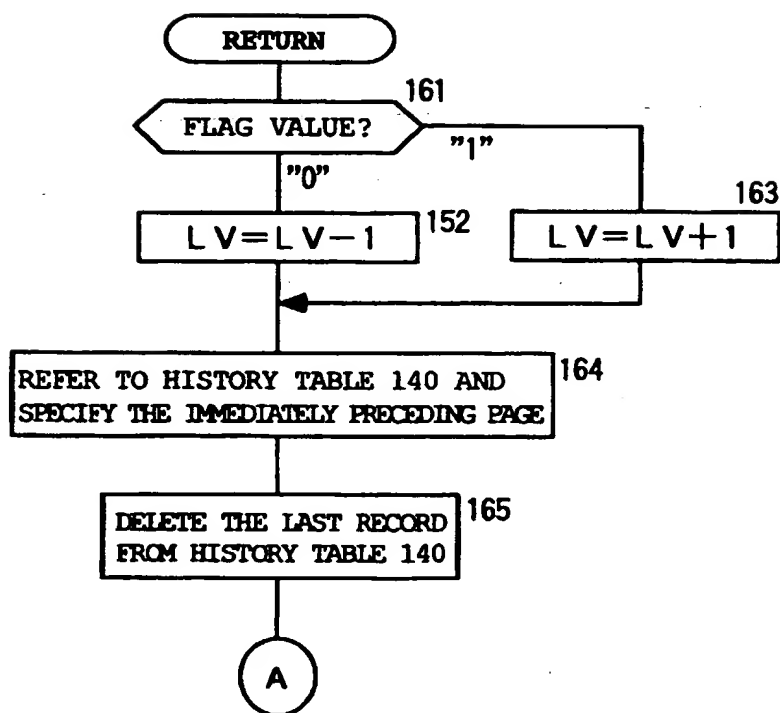 RETURN
161
FLAG VALUE?
"1"
"0"
163
LV=LV-1
152
LV=LV+1
REFER TO HISTORY TABLE 140 AND
SPECIFY THE IMMEDIATELY PRECEDING PAGE
164
DELETE THE LAST RECORD
FROM HISTORY TABLE 140
165
A